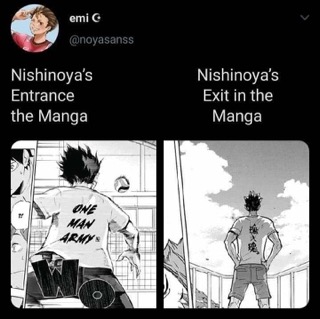 emi ☪
@noyasanss
Nishinoya's
Entrance
the Manga
Nishinoya's
Exit in the
Manga
ONE
MAN
ARMY